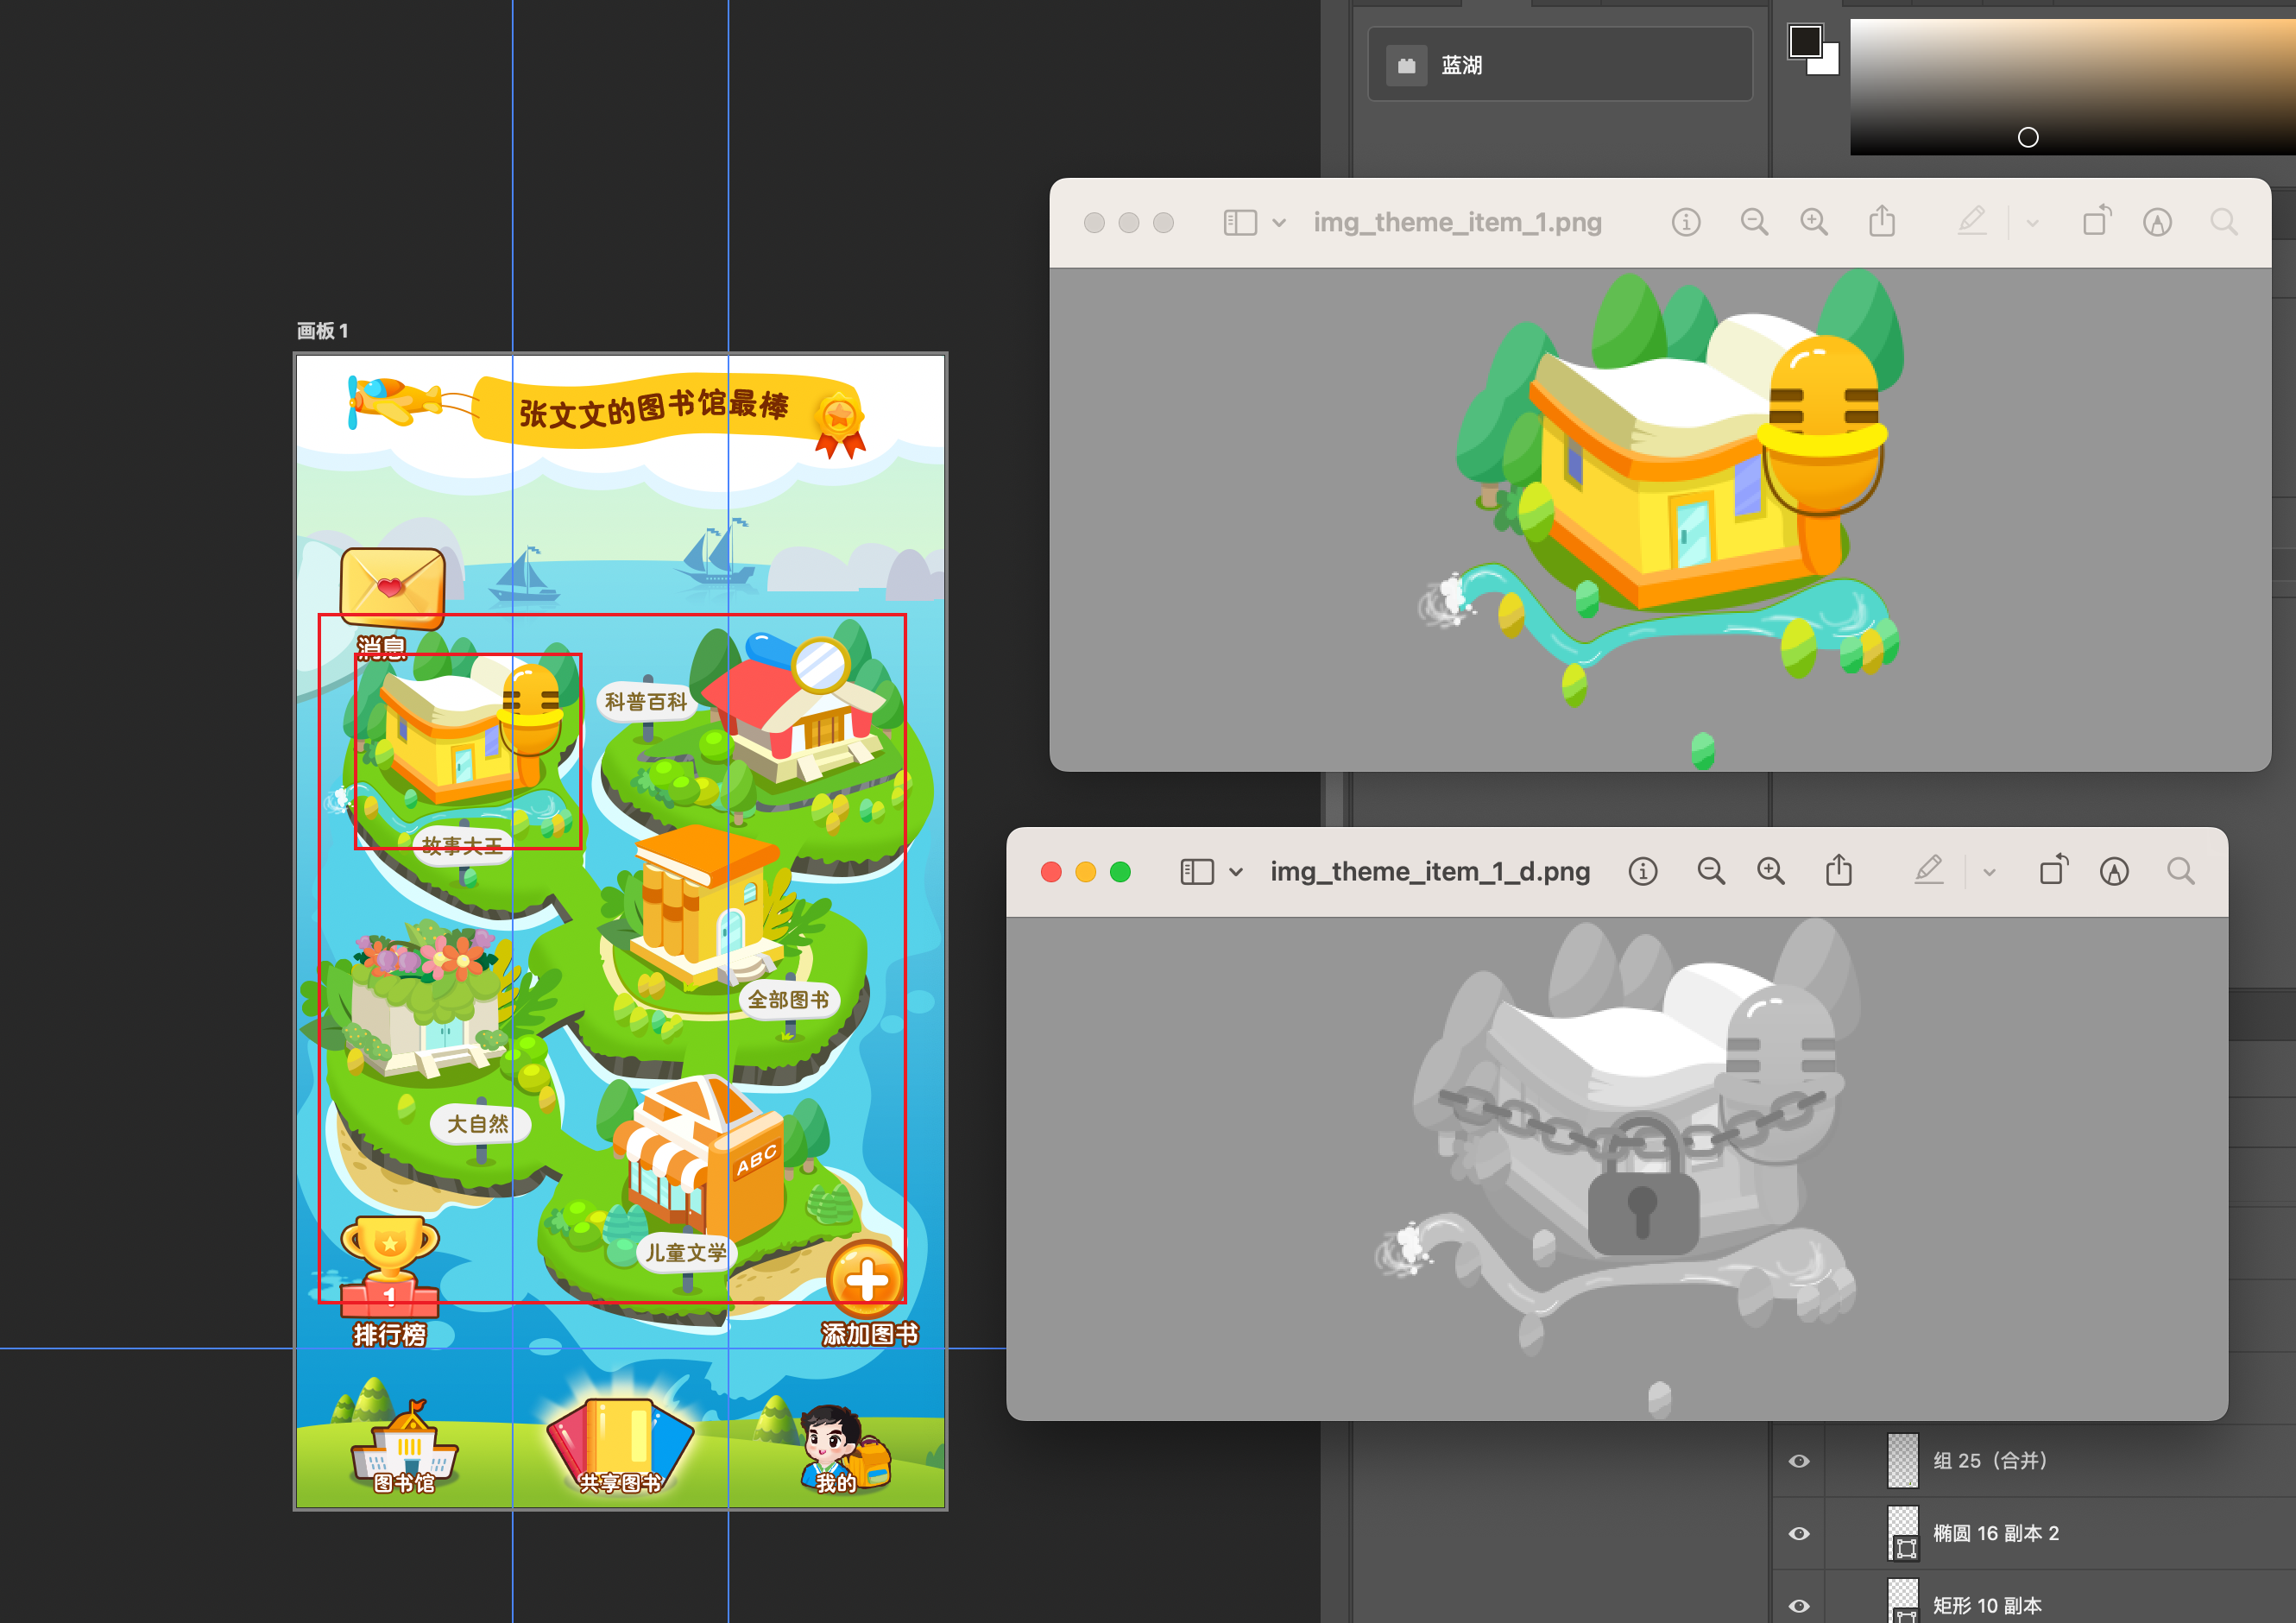 蓝湖
img_theme_item_1.png
画板 1
张文文的图书馆最棒
消息
科普百科
故事大王
img_theme_item_1_d.png
全部图书
大自然
ABC
儿童文学
1
排行榜
添加图书
图书馆
共享图书
我的
组 25（合并）
椭圆 16 副本 2
矩形 10 副本